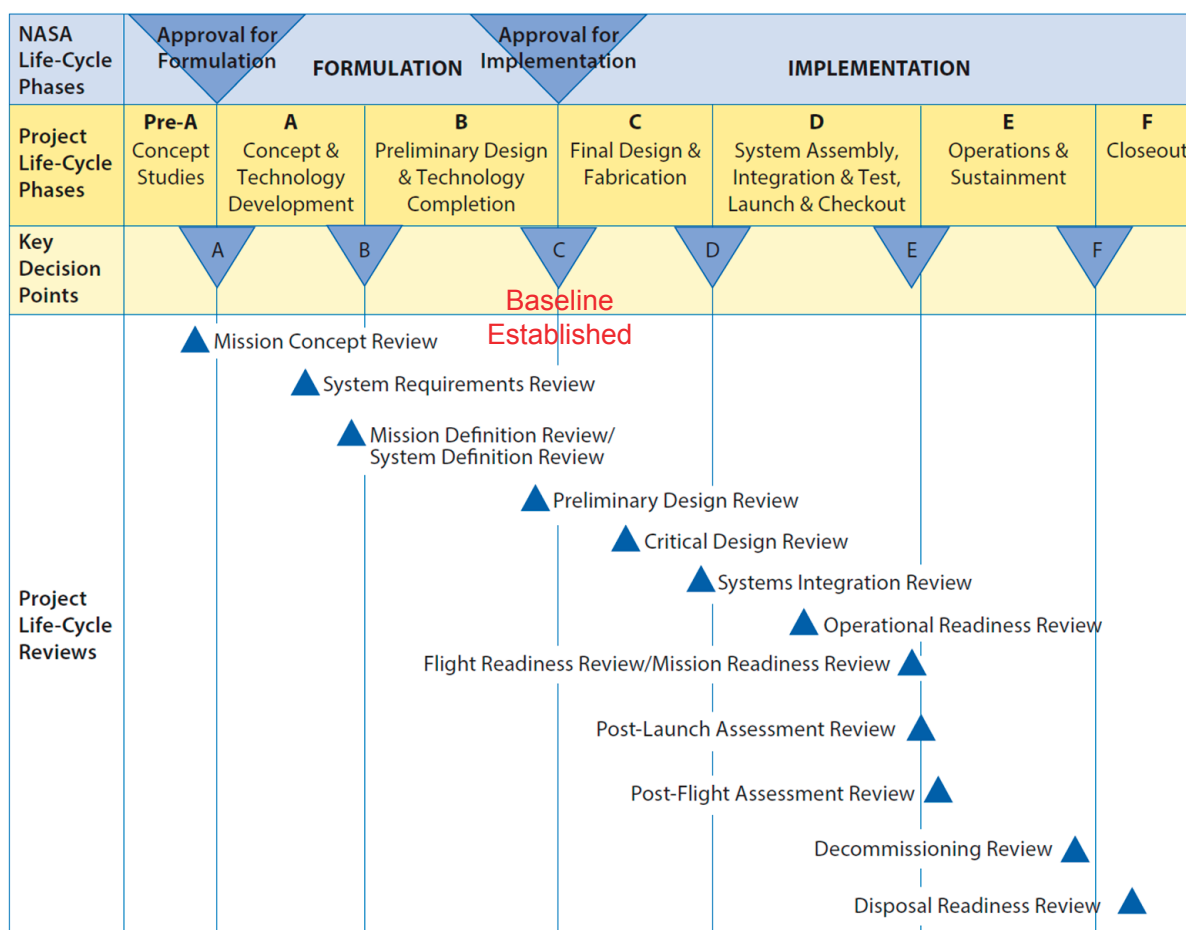 NASA
Life-Cycle
Phases
Approval for
Formulation
FORMULATION
Approval for
Implementation
IMPLEMENTATION
Project
Life-Cycle
Phases
Pre-A
Concept
Studies
A
Concept &
Technology
Development
B
Preliminary Design
& Technology
Completion
C
Final Design &
Fabrication
D
System Assembly,
Integration & Test,
Launch & Checkout
E
Operations &
Sustainment
F
Closeout
Key
Decision
Points
A
B
C
D
E
F
Baseline
Established
Project
Life-Cycle
Reviews
Mission Concept Review
System Requirements Review
Mission Definition Review/
System Definition Review
Preliminary Design Review
Critical Design Review
Systems Integration Review
Operational Readiness Review
Flight Readiness Review/Mission Readiness Review
Post-Launch Assessment Review
Post-Flight Assessment Review
Decommissioning Review
Disposal Readiness Review